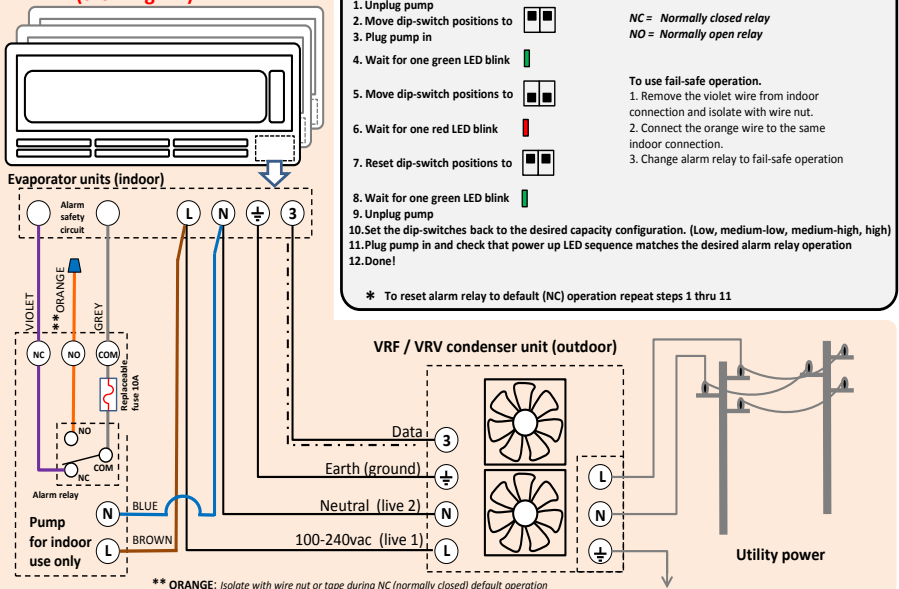 1. Unplug pump
2. Move dip-switch positions to
3. Plug pump in
4. Wait for one green LED blink
5. Move dip-switch positions to
6. Wait for one red LED blink
7. Reset dip-switch positions to
8. Wait for one green LED blink
9. Unplug pump
10.Set the dip-switches back to the desired capacity configuration. (Low, medium-low, medium-high, high)
11.Plug pump in and check that power up LED sequence matches the desired alarm relay operation
12.Done!
* To reset alarm relay to default (NC) operation repeat steps 1 thru 11
NC = Normally closed relay
NO = Normally open relay
To use fail-safe operation.
1. Remove the violet wire from indoor
connection and isolate with wire nut.
2. Connect the orange wire to the same
indoor connection.
3. Change alarm relay to fail-safe operation
Evaporator units (indoor)
Alarm
safety
circuit
L
N
3
VIOLET
**ORANGE
GREY
NC
NO
COM
Replaceable
fuse 10A
NO
COM
NC
Alarm relay
Pump
for indoor
use only
N
BLUE
L
BROWN
VRF / VRV condenser unit (outdoor)
Data
3
Earth (ground)
Neutral (live 2)
N
100-240vac (live 1)
L
L
N
Utility power
** ORANGE: Isolate with wire nut or tape during NC (normally closed) default operation